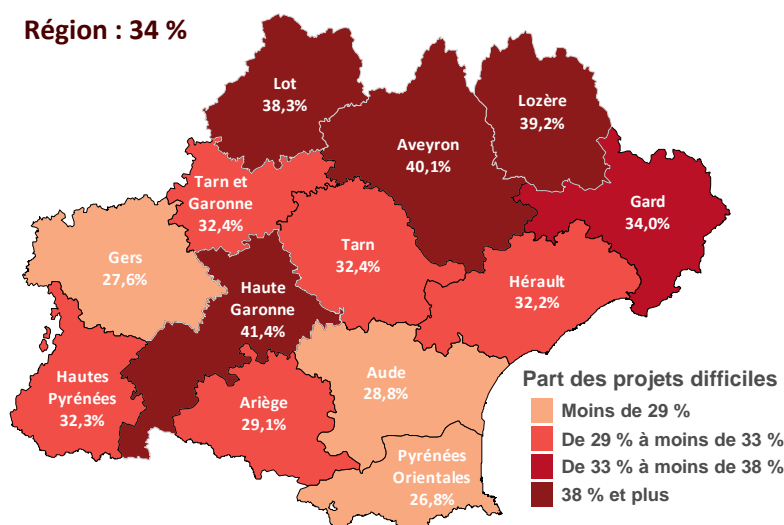 Région : 34 %
Lot
38,3%
Lozère
39,2%
Aveyron
40,1%
Tarn et
Garonne
32,4%
Gard
34,0%
Gers
27,6%
Tarn
32,4%
Hérault
32,2%
Haute
Garonne
41,4%
Hautes
Pyrénées
32,3%
Ariège
29,1%
Aude
28,8%
Pyrénées
Orientales
26,8%
Part des projets difficiles
Moins de 29 %
De 29 % à moins de 33 %
De 33 % à moins de 38 %
38 % et plus